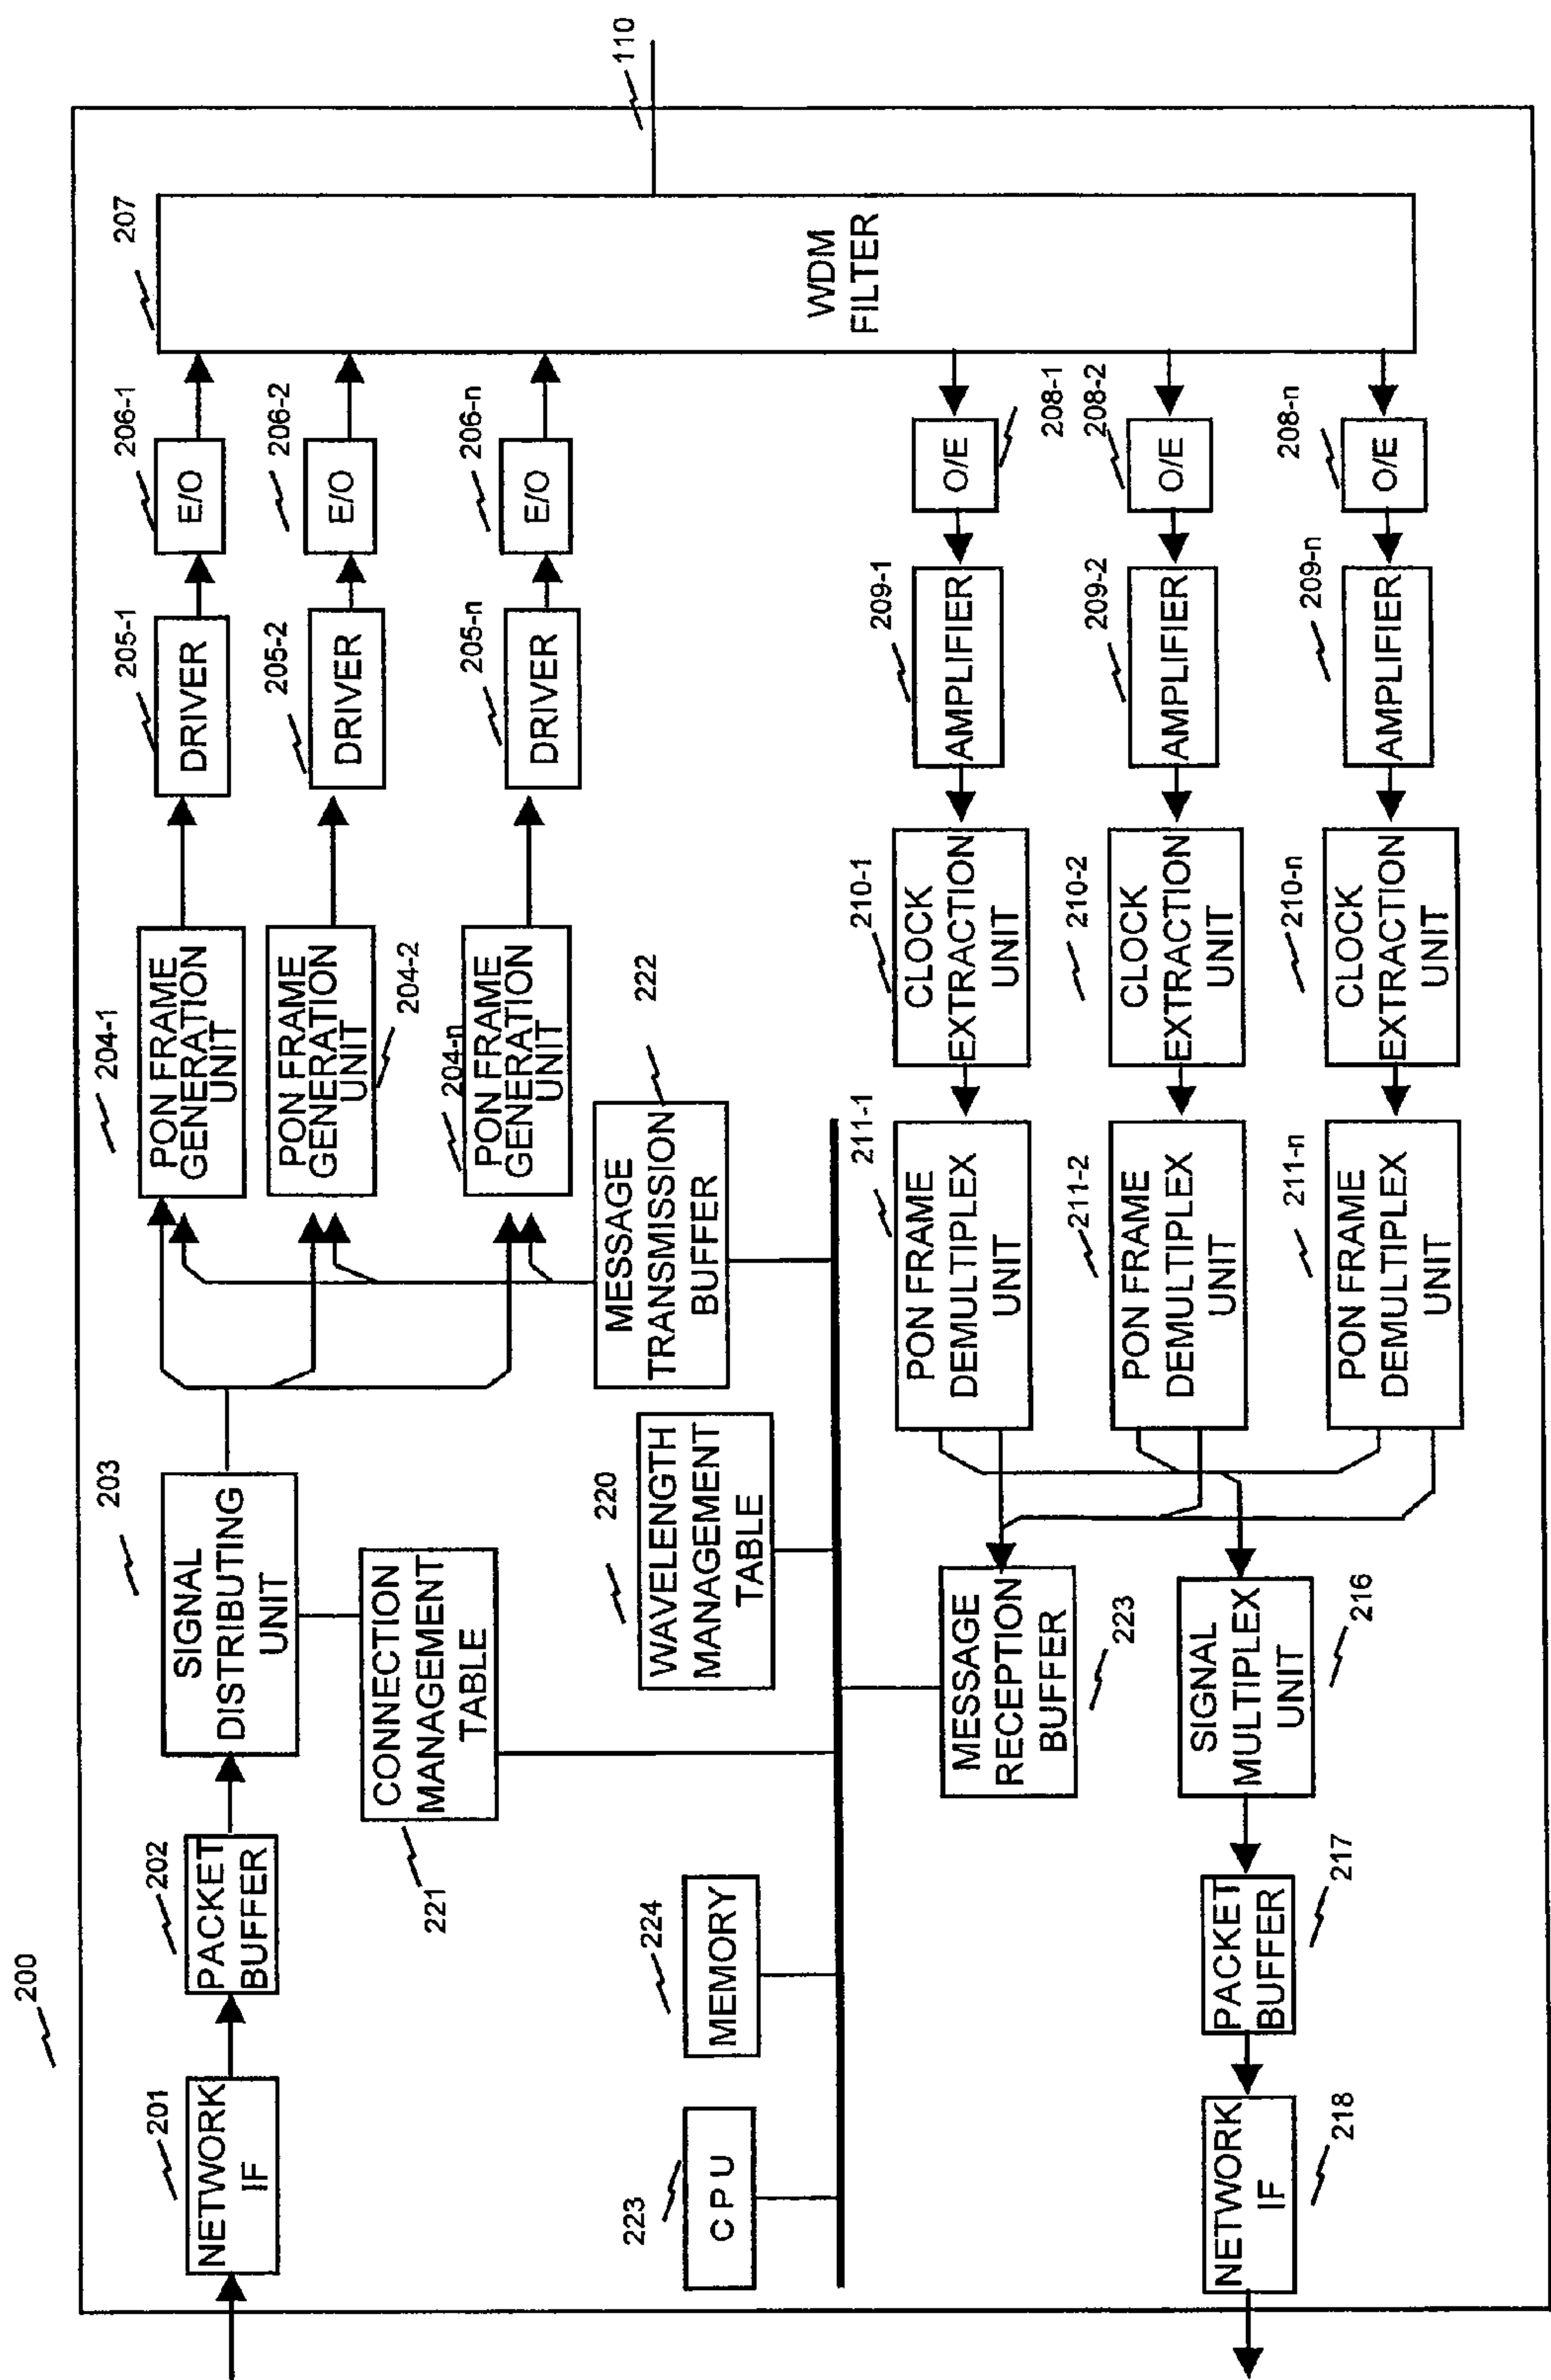 200
201
NETWORK
IF
202
PACKET
BUFFER
203
SIGNAL
DISTRIBUTING
UNIT
204-1
PON FRAME
GENERATION
UNIT
205-1
DRIVER
206-1
E/O
207
WDM
FILTER
110
PON FRAME
GENERATION
UNIT
204-2
205-2
DRIVER
206-2
E/O
204-n
PON FRAME
GENERATION
UNIT
205-n
DRIVER
206-n
E/O
221
CONNECTION
MANAGEMENT
TABLE
222
MESSAGE
TRANSMISSION
BUFFER
220
WAVELENGTH
MANAGEMENT
TABLE
224
MEMORY
223
CPU
211-1
PON FRAME
DEMULTIPLEX
UNIT
210-1
CLOCK
EXTRACTION
UNIT
209-1
AMPLIFIER
O/E
208-1
MESSAGE
RECEPTION
BUFFER
223
211-2
PON FRAME
DEMULTIPLEX
UNIT
210-2
CLOCK
EXTRACTION
UNIT
209-2
AMPLIFIER
208-2
O/E
SIGNAL
MULTIPLEX
UNIT
216
211-n
PON FRAME
DEMULTIPLEX
UNIT
210-n
CLOCK
EXTRACTION
UNIT
209-n
AMPLIFIER
208-n
O/E
PACKET
BUFFER
217
NETWORK
IF
218